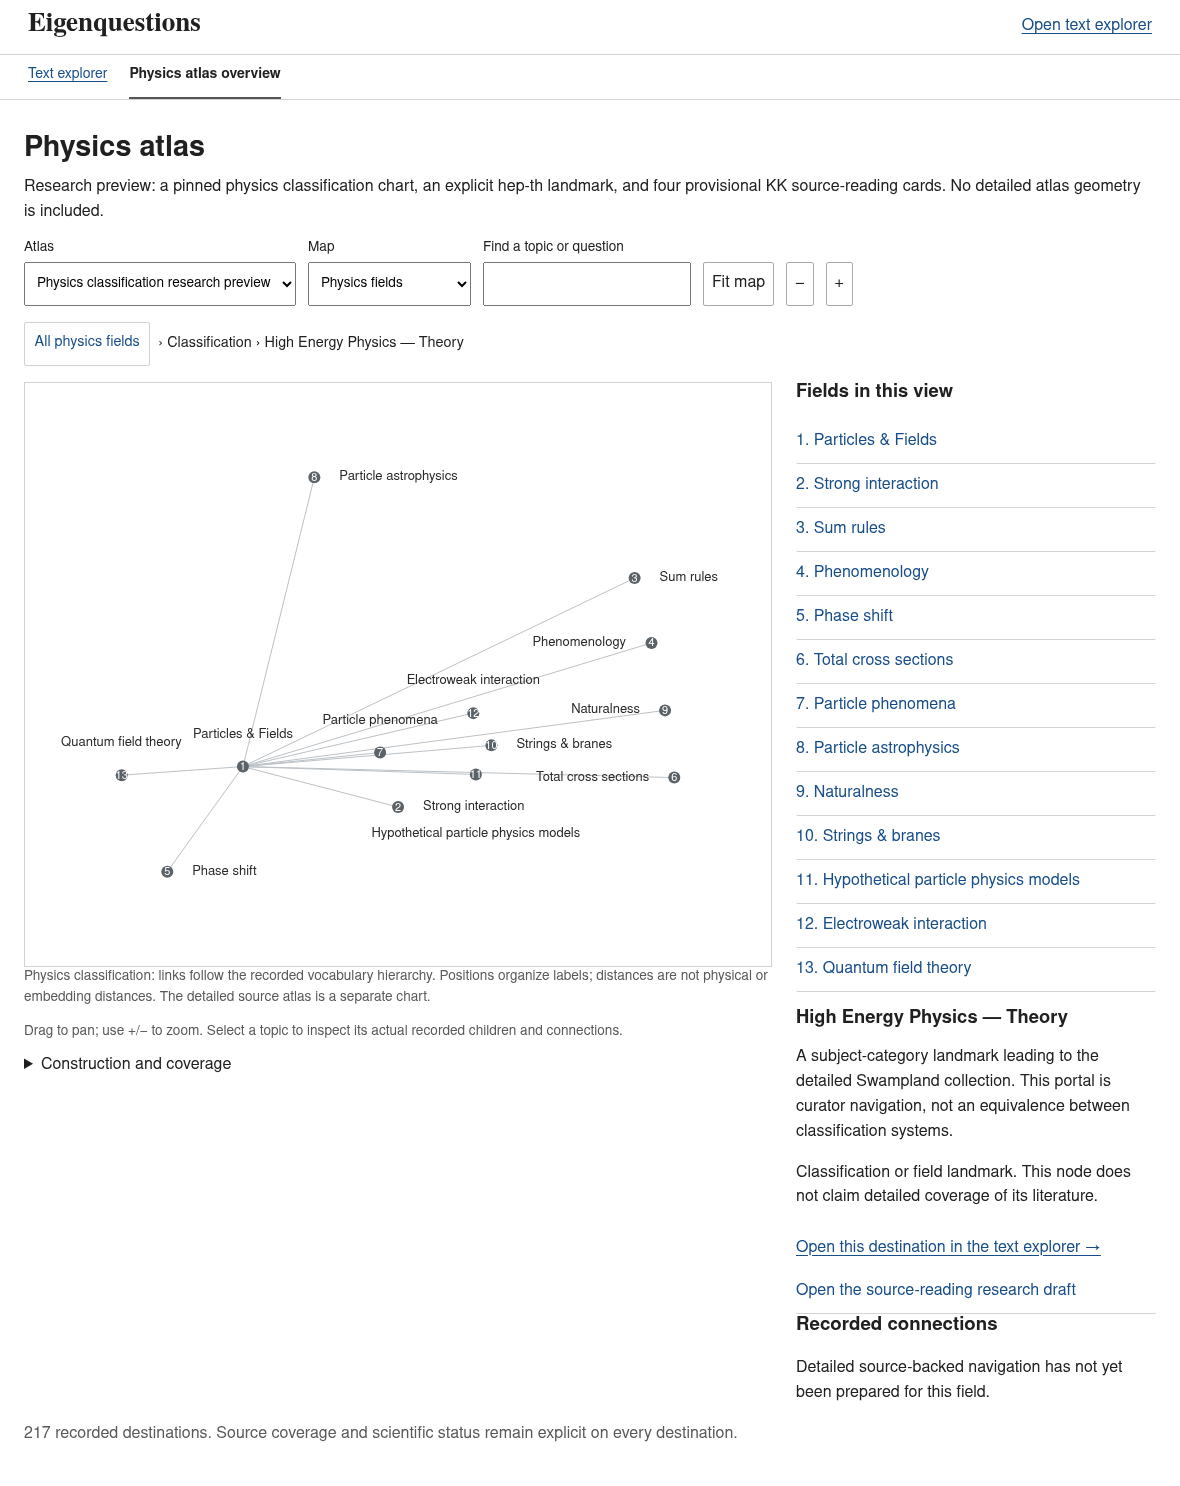 Eigenquestions
Open text explorer
Text explorer
Physics atlas overview
Physics atlas
Research preview: a pinned physics classification chart, an explicit hep-th landmark, and four provisional KK source-reading cards. No detailed atlas geometry
is included.
Atlas
Map
Find a topic or question
Physics classification research preview
Physics fields
Fit map
–
+
All physics fields
› Classification › High Energy Physics — Theory
8
Particle astrophysics
3
Sum rules
Phenomenology
4
Electroweak interaction
12
Naturalness
9
Particle phenomena
7
Particles & Fields
1
Quantum field theory
13
10
Strings & branes
11
Total cross sections
6
2
Strong interaction
Hypothetical particle physics models
5
Phase shift
Physics classification: links follow the recorded vocabulary hierarchy. Positions organize labels; distances are not physical or
embedding distances. The detailed source atlas is a separate chart.
Drag to pan; use +/– to zoom. Select a topic to inspect its actual recorded children and connections.
▶ Construction and coverage
Fields in this view
1. Particles & Fields
2. Strong interaction
3. Sum rules
4. Phenomenology
5. Phase shift
6. Total cross sections
7. Particle phenomena
8. Particle astrophysics
9. Naturalness
10. Strings & branes
11. Hypothetical particle physics models
12. Electroweak interaction
13. Quantum field theory
High Energy Physics — Theory
A subject-category landmark leading to the
detailed Swampland collection. This portal is
curator navigation, not an equivalence between
classification systems.
Classification or field landmark. This node does
not claim detailed coverage of its literature.
Open this destination in the text explorer →
Open the source-reading research draft
Recorded connections
Detailed source-backed navigation has not yet
been prepared for this field.
217 recorded destinations. Source coverage and scientific status remain explicit on every destination.